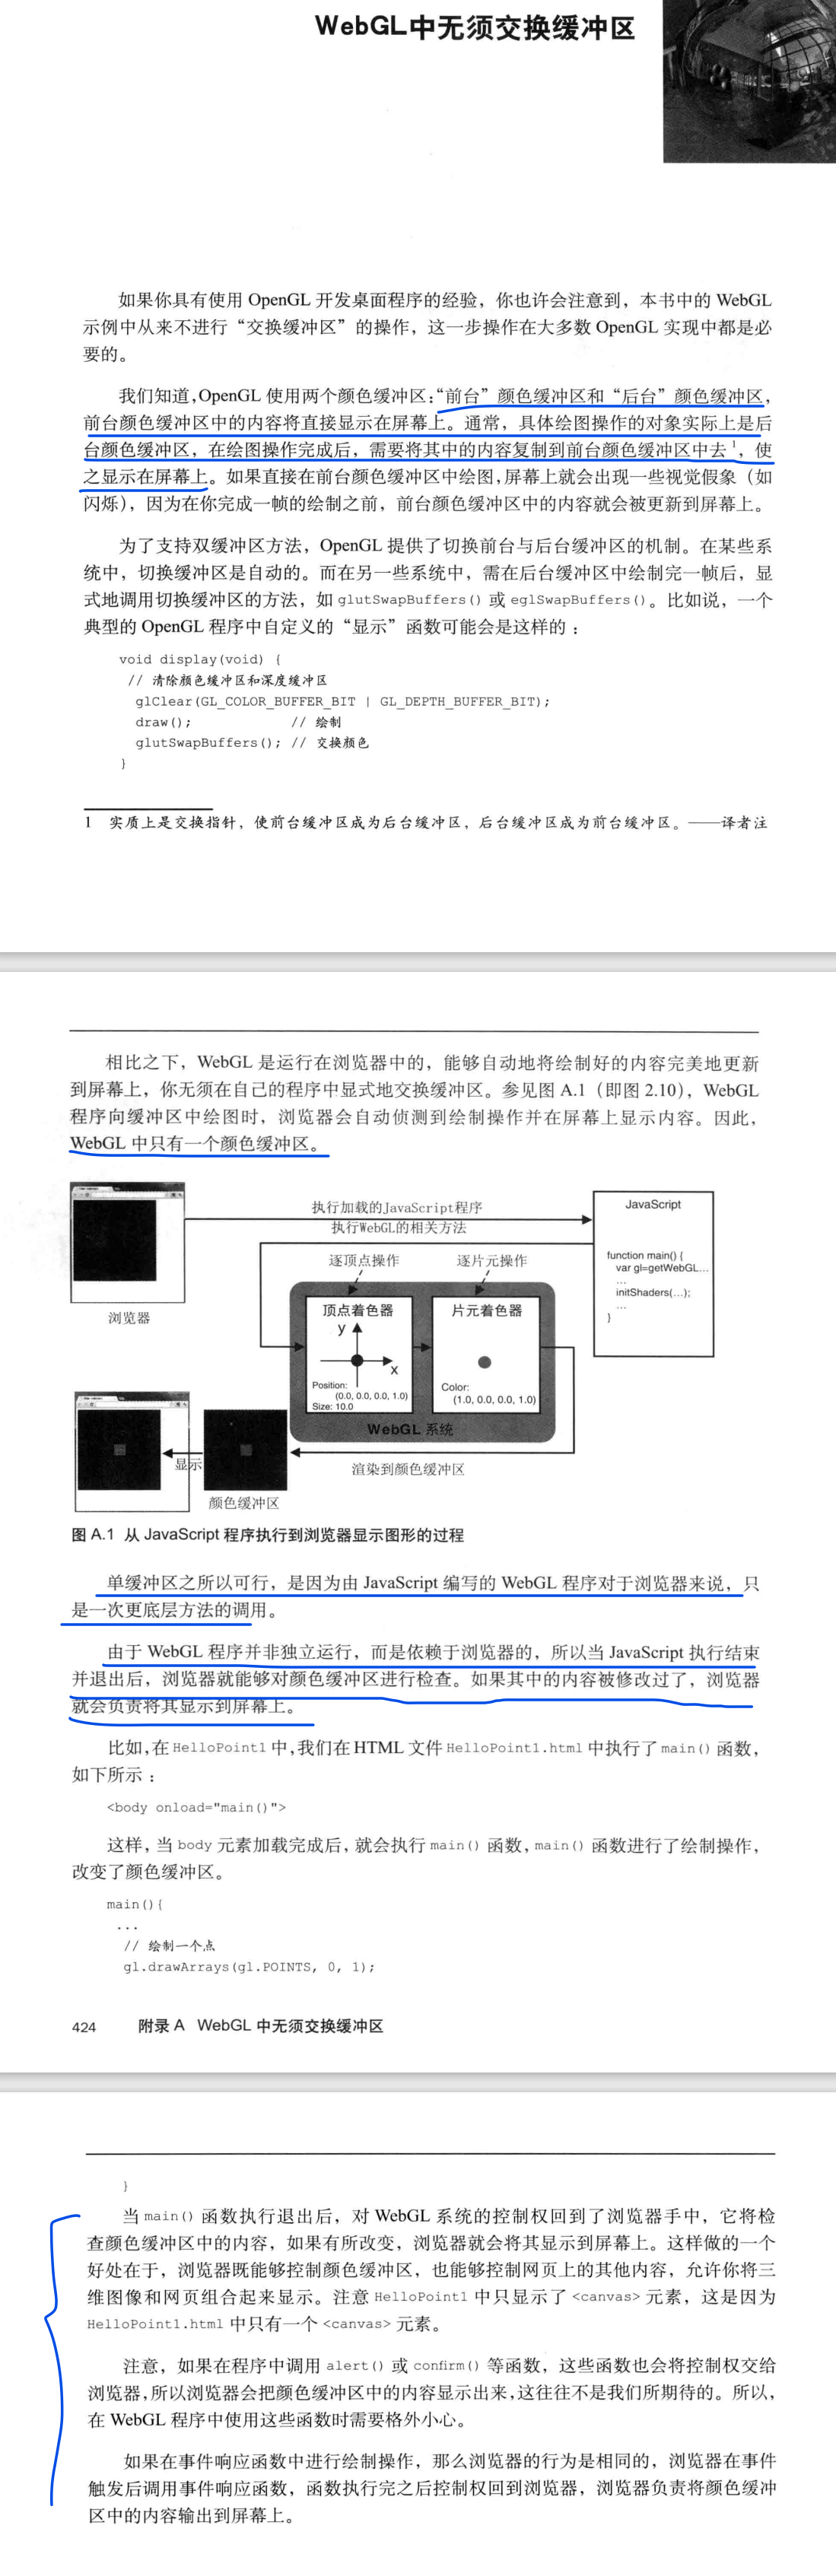 WebGL中无须交换缓冲区
如果你具有使用 OpenGL 开发桌面程序的经验，你也许会注意到，本书中的 WebGL
示例中从来不进行“交换缓冲区”的操作，这一步操作在大多数 OpenGL 实现中都是必
要的。
我们知道，OpenGL 使用两个颜色缓冲区：“前台”颜色缓冲区和“后台”颜色缓冲区，
前台颜色缓冲区中的内容将直接显示在屏幕上。通常，具体绘图操作的对象实际上是后
台颜色缓冲区，在绘图操作完成后，需要将其中的内容复制到前台颜色缓冲区中去1，使
之显示在屏幕上。如果直接在前台颜色缓冲区中绘图，屏幕上就会出现一些视觉假象（如
闪烁），因为在你完成一帧的绘制之前，前台颜色缓冲区中的内容就会被更新到屏幕上。
为了支持双缓冲区方法，OpenGL 提供了切换前台与后台缓冲区的机制。在某些系
统中，切换缓冲区是自动的。而在另一些系统中，需在后台缓冲区中绘制完一帧后，显
式地调用切换缓冲区的方法，如 glutSwapBuffers() 或 eglSwapBuffers()。比如说，一个
典型的 OpenGL 程序中自定义的“显示”函数可能会是这样的：
void display(void) {
// 清除颜色缓冲区和深度缓冲区
glClear(GL_COLOR_BUFFER_BIT | GL_DEPTH_BUFFER_BIT);
draw(); // 绘制
glutSwapBuffers(); // 交换颜色
}
1 实质上是交换指针，使前台缓冲区成为后台缓冲区，后台缓冲区成为前台缓冲区。——译者注
相比之下，WebGL 是运行在浏览器中的，能够自动地将绘制好的内容完美地更新
到屏幕上，你无须在自己的程序中显式地交换缓冲区。参见图 A.1（即图 2.10），WebGL
程序向缓冲区中绘图时，浏览器会自动侦测到绘制操作并在屏幕上显示内容。因此，
WebGL 中只有一个颜色缓冲区。
执行加载的JavaScript程序
执行WebGL的相关方法
JavaScript
function main() {
var gl=getWebGL...
...
initShaders(...);
...
}
浏览器
逐顶点操作
逐片元操作
顶点着色器
y
x
Position:
(0.0, 0.0, 0.0, 1.0)
Size: 10.0
片元着色器
Color:
(1.0, 0.0, 0.0, 1.0)
WebGL 系统
显示
渲染到颜色缓冲区
颜色缓冲区
图 A.1 从 JavaScript 程序执行到浏览器显示图形的过程
单缓冲区之所以可行，是因为由 JavaScript 编写的 WebGL 程序对于浏览器来说，只
是一次更底层方法的调用。
由于 WebGL 程序并非独立运行，而是依赖于浏览器的，所以当 JavaScript 执行结束
并退出后，浏览器就能够对颜色缓冲区进行检查。如果其中的内容被修改过了，浏览器
就会负责将其显示到屏幕上。
比如，在 HelloPoint1 中，我们在 HTML 文件 HelloPoint1.html 中执行了 main() 函数，
如下所示：
<body onload="main()">
这样，当 body 元素加载完成后，就会执行 main() 函数，main() 函数进行了绘制操作，
改变了颜色缓冲区。
main(){
...
// 绘制一个点
gl.drawArrays(gl.POINTS, 0, 1);
424 附录 A WebGL 中无须交换缓冲区
}
当 main() 函数执行退出后，对 WebGL 系统的控制权回到了浏览器手中，它将检
查颜色缓冲区中的内容，如果有所改变，浏览器就会将其显示到屏幕上。这样做的一个
好处在于，浏览器既能够控制颜色缓冲区，也能够控制网页上的其他内容，允许你将三
维图像和网页组合起来显示。注意 HelloPoint1 中只显示了 <canvas> 元素，这是因为
HelloPoint1.html 中只有一个 <canvas> 元素。
注意，如果在程序中调用 alert() 或 confirm() 等函数，这些函数也会将控制权交给
浏览器，所以浏览器会把颜色缓冲区中的内容显示出来，这往往不是我们所期待的。所以，
在 WebGL 程序中使用这些函数时需要格外小心。
如果在事件响应函数中进行绘制操作，那么浏览器的行为是相同的，浏览器在事件
触发后调用事件响应函数，函数执行完之后控制权回到浏览器，浏览器负责将颜色缓冲
区中的内容输出到屏幕上。